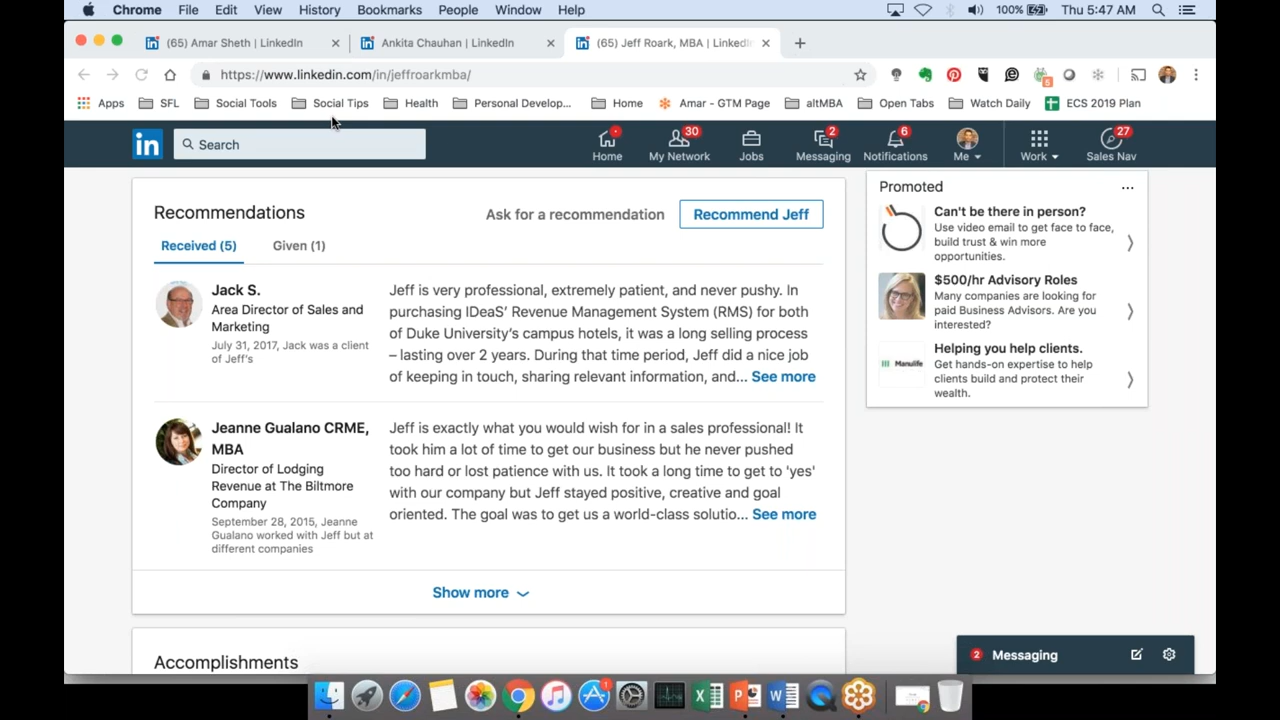 Chrome File Edit View History Bookmarks People Window Help 100% Thu 5:47 AM
(65) Amar Sheth | LinkedIn Ankita Chauhan | LinkedIn (65) Jeff Roark, MBA | LinkedIn
https://www.linkedin.com/in/jeffroarkmba/
5
Apps SFL Social Tools Social Tips Health Personal Develop... Home Amar - GTM Page altMBA Open Tabs Watch Daily ECS 2019 Plan
in Search
30 2 6 27
Home My Network Jobs Messaging Notifications Me Work Sales Nav
Recommendations
Ask for a recommendation
Recommend Jeff
Received (5) Given (1)
Jack S.
Area Director of Sales and
Marketing
July 31, 2017, Jack was a client
of Jeff's
Jeff is very professional, extremely patient, and never pushy. In
purchasing IDeaS’ Revenue Management System (RMS) for both
of Duke University’s campus hotels, it was a long selling process
– lasting over 2 years. During that time period, Jeff did a nice job
of keeping in touch, sharing relevant information, and... See more
Jeanne Gualano CRME,
MBA
Director of Lodging
Revenue at The Biltmore
Company
September 28, 2015, Jeanne
Gualano worked with Jeff but at
different companies
Jeff is exactly what you would wish for in a sales professional! It
took him a lot of time to get our business but he never pushed
too hard or lost patience with us. It took a long time to get to 'yes'
with our company but Jeff stayed positive, creative and goal
oriented. The goal was to get us a world-class solutio... See more
Show more
Accomplishments
Promoted ...
Can't be there in person?
Use video email to get face to face,
build trust & win more
opportunities.
$500/hr Advisory Roles
Many companies are looking for
paid Business Advisors. Are you
interested?
Manulife
Helping you help clients.
Get hands-on expertise to help
clients build and protect their
wealth.
2 Messaging
1